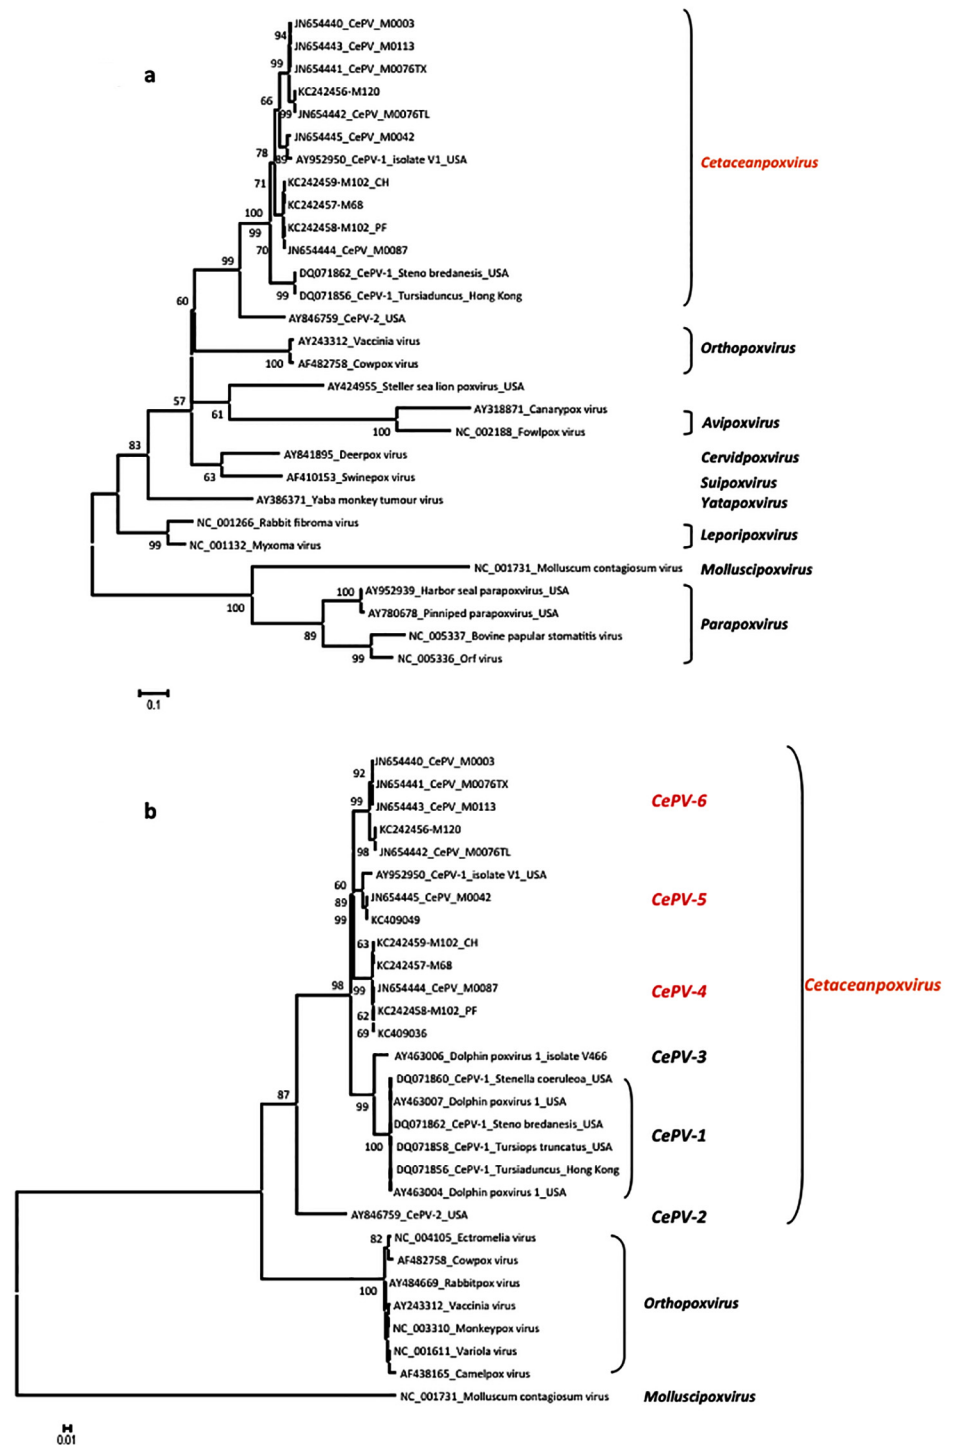 a
94
JN654440_CePV_M0003
JN654443_CePV_M0113
99
JN654441_CePV_M0076TX
KC242456-M120
66
99
JN654442_CePV_M0076TL
JN654445_CePV_M0042
78
89
AY952950_CePV-1_isolate V1_USA
Cetaceanpoxvirus
71
KC242459-M102_CH
KC242457-M68
100
99
KC242458-M102_PF
70
JN654444_CePV_M0087
99
DQ071862_CePV-1_Steno bredanesis_USA
99
DQ071856_CePV-1_Tursiaduncus_Hong Kong
60
AY846759_CePV-2_USA
AY243312_Vaccinia virus
Orthopoxvirus
100
AF482758_Cowpox virus
AY424955_Steller sea lion poxvirus_USA
57
61
AY318871_Canarypox virus
Avipoxvirus
100
NC_002188_Fowlpox virus
83
AY841895_Deerpox virus
Cervidpoxvirus
63
AF410153_Swinepox virus
Suipoxvirus
AY386371_Yaba monkey tumour virus
Yatapoxvirus
NC_001266_Rabbit fibroma virus
Leporipoxvirus
99
NC_001132_Myxoma virus
NC_001731_Molluscum contagiosum virus
Molluscipoxvirus
100
100
AY952939_Harbor seal parapoxvirus_USA
AY780678_Pinniped parapoxvirus_USA
Parapoxvirus
89
NC_005337_Bovine papular stomatitis virus
99
NC_005336_Orf virus
0.1
b
92
JN654440_CePV_M0003
JN654441_CePV_M0076TX
99
JN654443_CePV_M0113
CePV-6
KC242456-M120
98
JN654442_CePV_M0076TL
AY952950_CePV-1_isolate V1_USA
60
89
JN654445_CePV_M0042
CePV-5
99
KC409049
63
KC242459-M102_CH
KC242457-M68
98
99
JN654444_CePV_M0087
CePV-4
Cetaceanpoxvirus
62
KC242458-M102_PF
69
KC409036
AY463006_Dolphin poxvirus 1_isolate V466
CePV-3
DQ071860_CePV-1_Stenella coeruleoa_USA
87
99
AY463007_Dolphin poxvirus 1_USA
DQ071862_CePV-1_Steno bredanesis_USA
CePV-1
100
DQ071858_CePV-1_Tursiops truncatus_USA
DQ071856_CePV-1_Tursiaduncus_Hong Kong
AY463004_Dolphin poxvirus 1_USA
AY846759_CePV-2_USA
CePV-2
82
NC_004105_Ectromelia virus
AF482758_Cowpox virus
100
AY484669_Rabbitpox virus
AY243312_Vaccinia virus
Orthopoxvirus
NC_003310_Monkeypox virus
NC_001611_Variola virus
AF438165_Camelpox virus
NC_001731_Molluscum contagiosum virus
Molluscipoxvirus
0.01